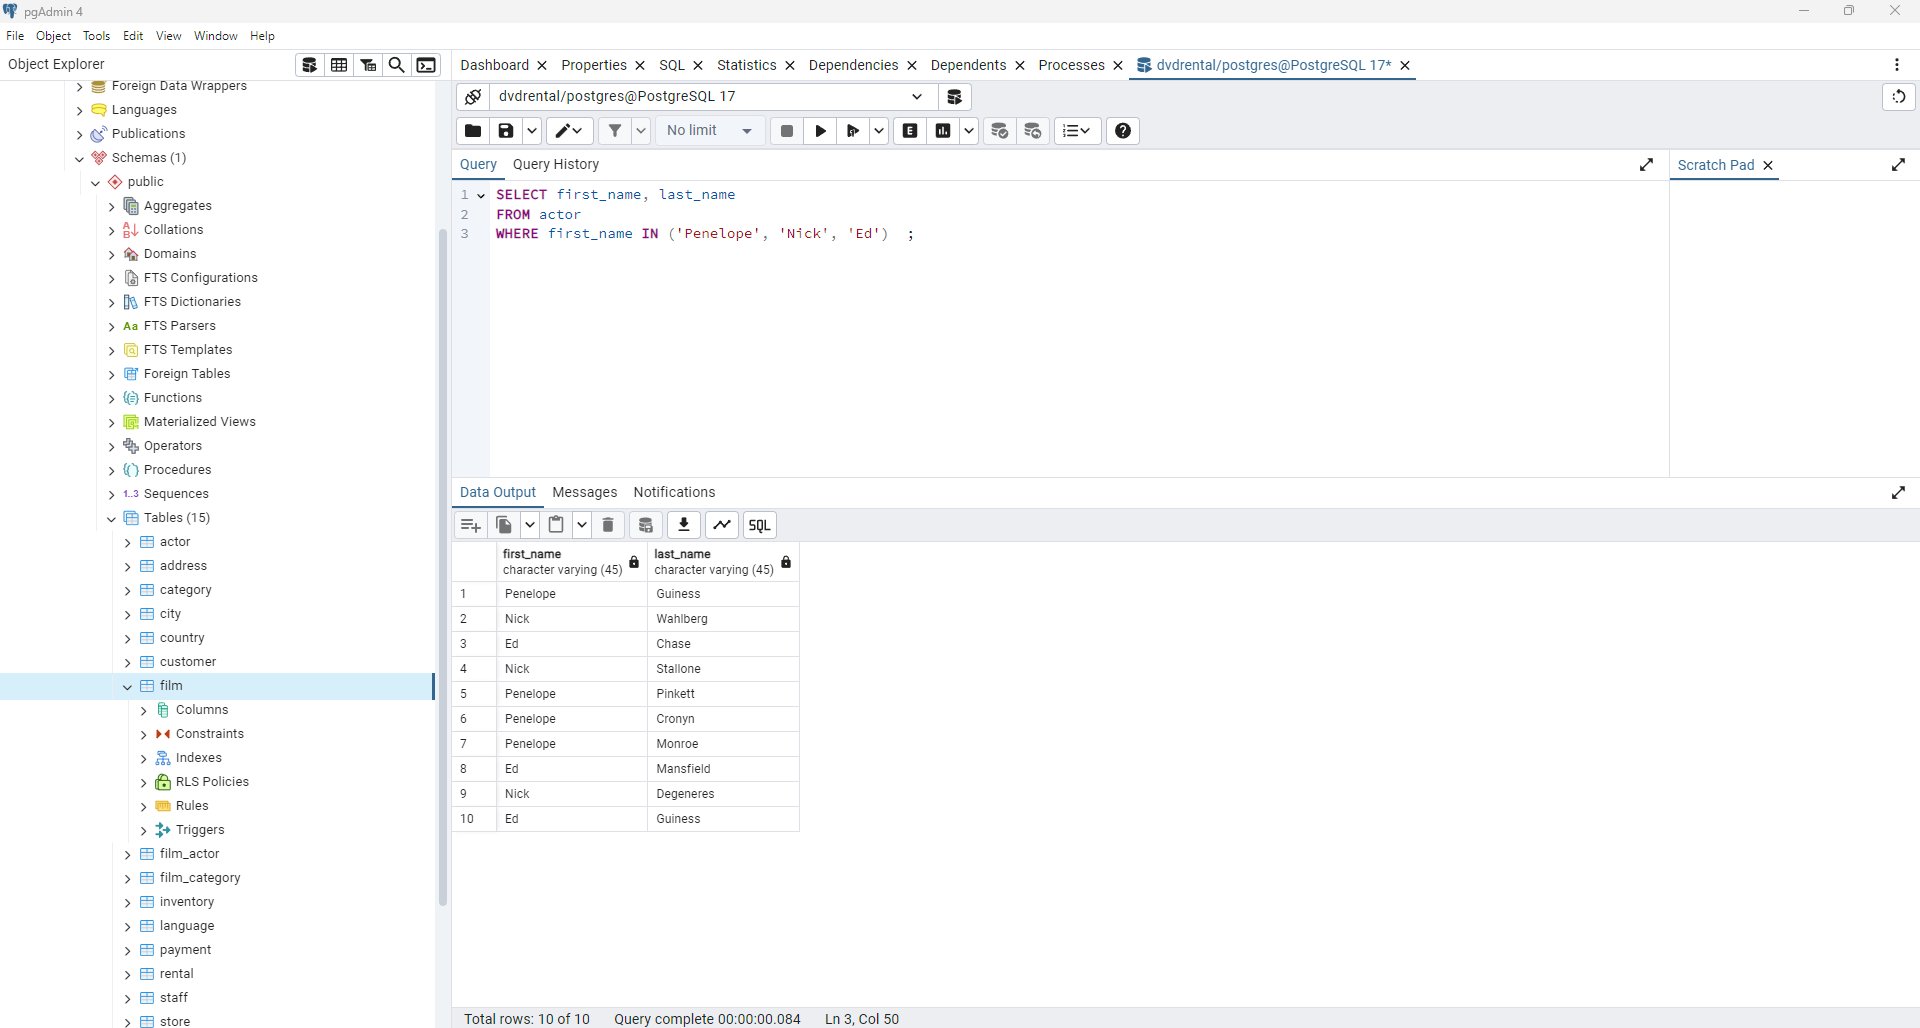 pgAdmin 4
File Object Tools Edit View Window Help
Object Explorer
Foreign Data Wrappers
Languages
Publications
Schemas (1)
public
Aggregates
Collations
Domains
FTS Configurations
FTS Dictionaries
Aa FTS Parsers
FTS Templates
Foreign Tables
Functions
Materialized Views
Operators
Procedures
1..3 Sequences
Tables (15)
actor
address
category
city
country
customer
film
Columns
Constraints
Indexes
RLS Policies
Rules
Triggers
film_actor
film_category
inventory
language
payment
rental
staff
store
Dashboard Properties SQL Statistics Dependencies Dependents Processes dvdrental/postgres@PostgreSQL 17*
dvdrental/postgres@PostgreSQL 17
No limit E
Query Query History
1 SELECT first_name, last_name
2 FROM actor
3 WHERE first_name IN ('Penelope', 'Nick', 'Ed') ;
Scratch Pad
Data Output Messages Notifications
SQL
first_name last_name
character varying (45) character varying (45)
1 Penelope Guiness
2 Nick Wahlberg
3 Ed Chase
4 Nick Stallone
5 Penelope Pinkett
6 Penelope Cronyn
7 Penelope Monroe
8 Ed Mansfield
9 Nick Degeneres
10 Ed Guiness
Total rows: 10 of 10 Query complete 00:00:00.084 Ln 3, Col 50